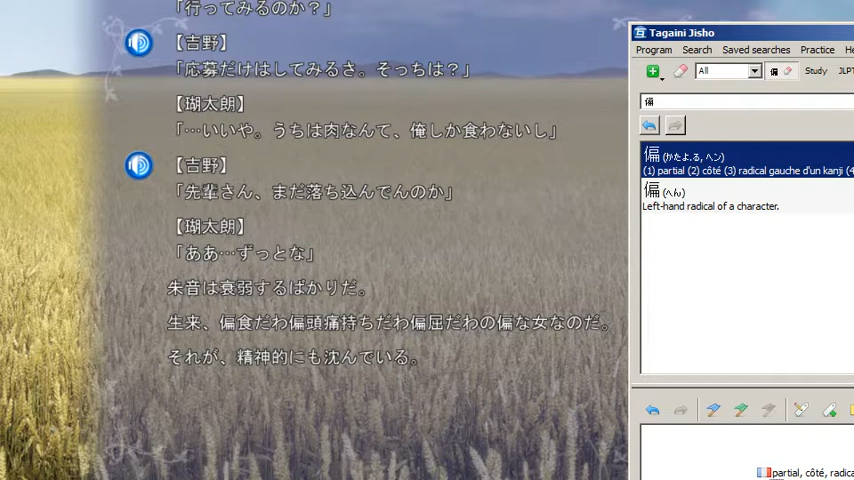 「行ってみるのか？」
【吉野】
「応募だけはしてみるさ。そっちは？」
【瑚太朗】
「…いいや。うちは肉なんて、俺しか食わないし」
【吉野】
「先輩さん、まだ落ち込んでんのか」
【瑚太朗】
「ああ…ずっとな」
朱音は衰弱するばかりだ。
生来、偏食だわ偏頭痛持ちだわ偏屈だわの偏な女なのだ。
それが、精神的にも沈んでいる。
Tagaini Jisho
Program Search Saved searches Practice He
All 偏 Study JLPT
偏
偏 (かたよ.る, ヘン)
(1) partial (2) côté (3) radical gauche d'un kanji (4
偏 (へん)
Left-hand radical of a character.
partial, côté, radica